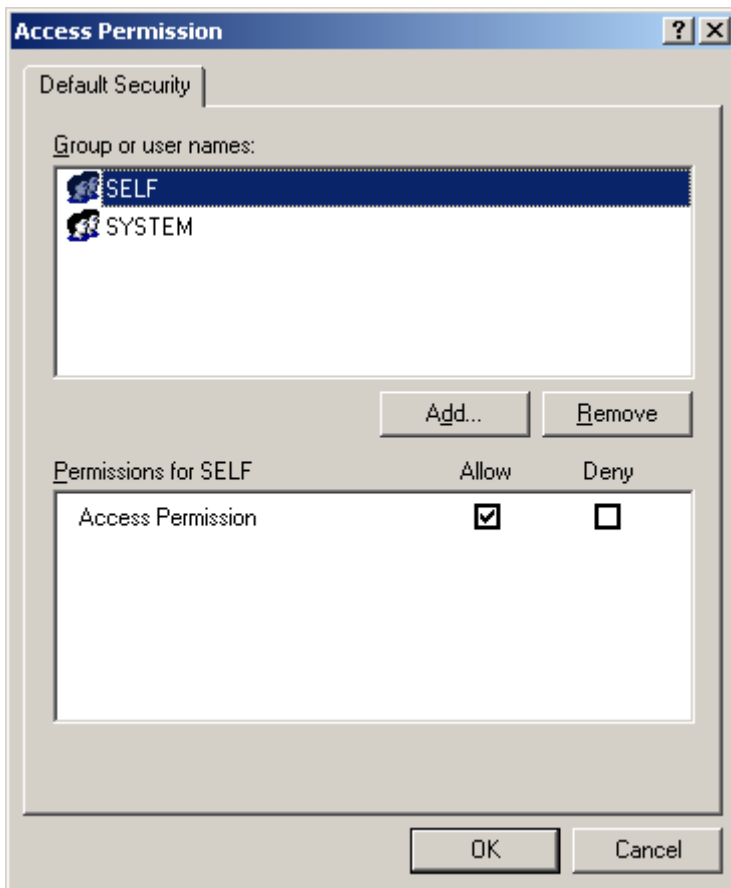 Access Permission
Default Security
Group or user names:
SELF
SYSTEM
Add... Remove
Permissions for SELF Allow Deny
Access Permission
OK Cancel